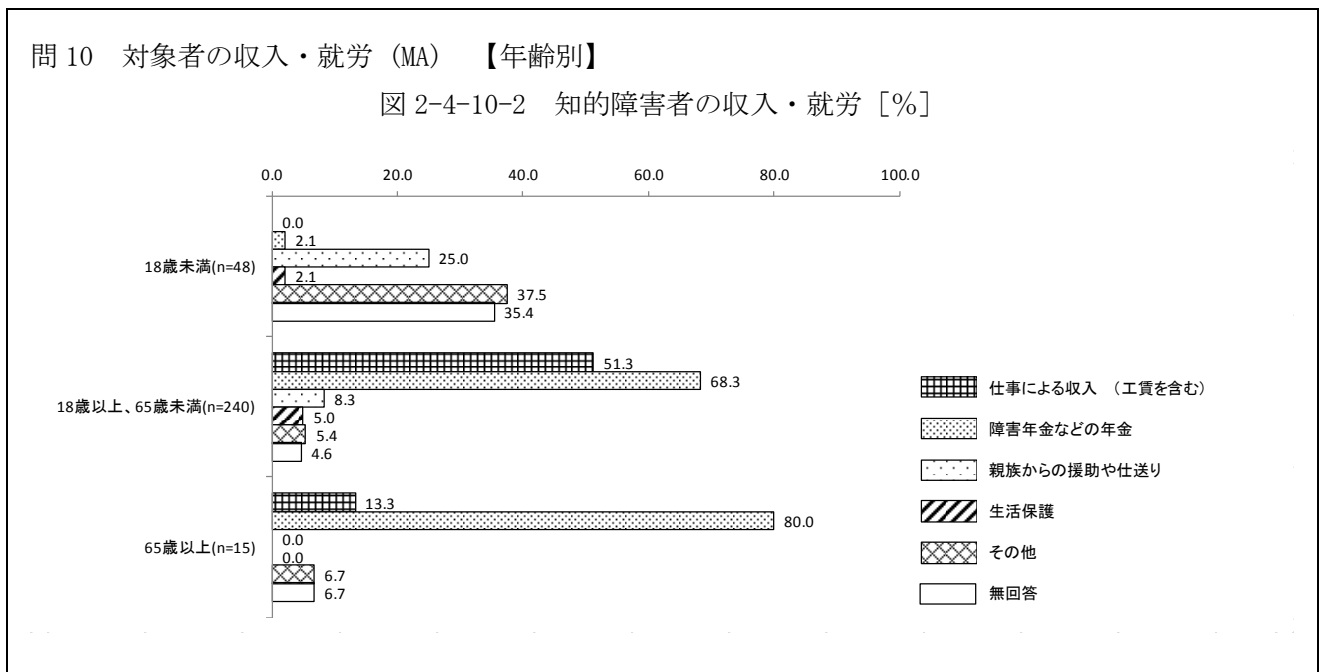 問 10　対象者の収入・就労 (MA)　【年齢別】
図 2-4-10-2　知的障害者の収入・就労［％］
0.0 20.0 40.0 60.0 80.0 100.0
18歳未満(n=48)
0.0
2.1
25.0
2.1
37.5
35.4
18歳以上、65歳未満(n=240)
51.3
68.3
8.3
5.0
5.4
4.6
65歳以上(n=15)
13.3
80.0
0.0
0.0
6.7
6.7
仕事による収入　（工賃を含む）
障害年金などの年金
親族からの援助や仕送り
生活保護
その他
無回答